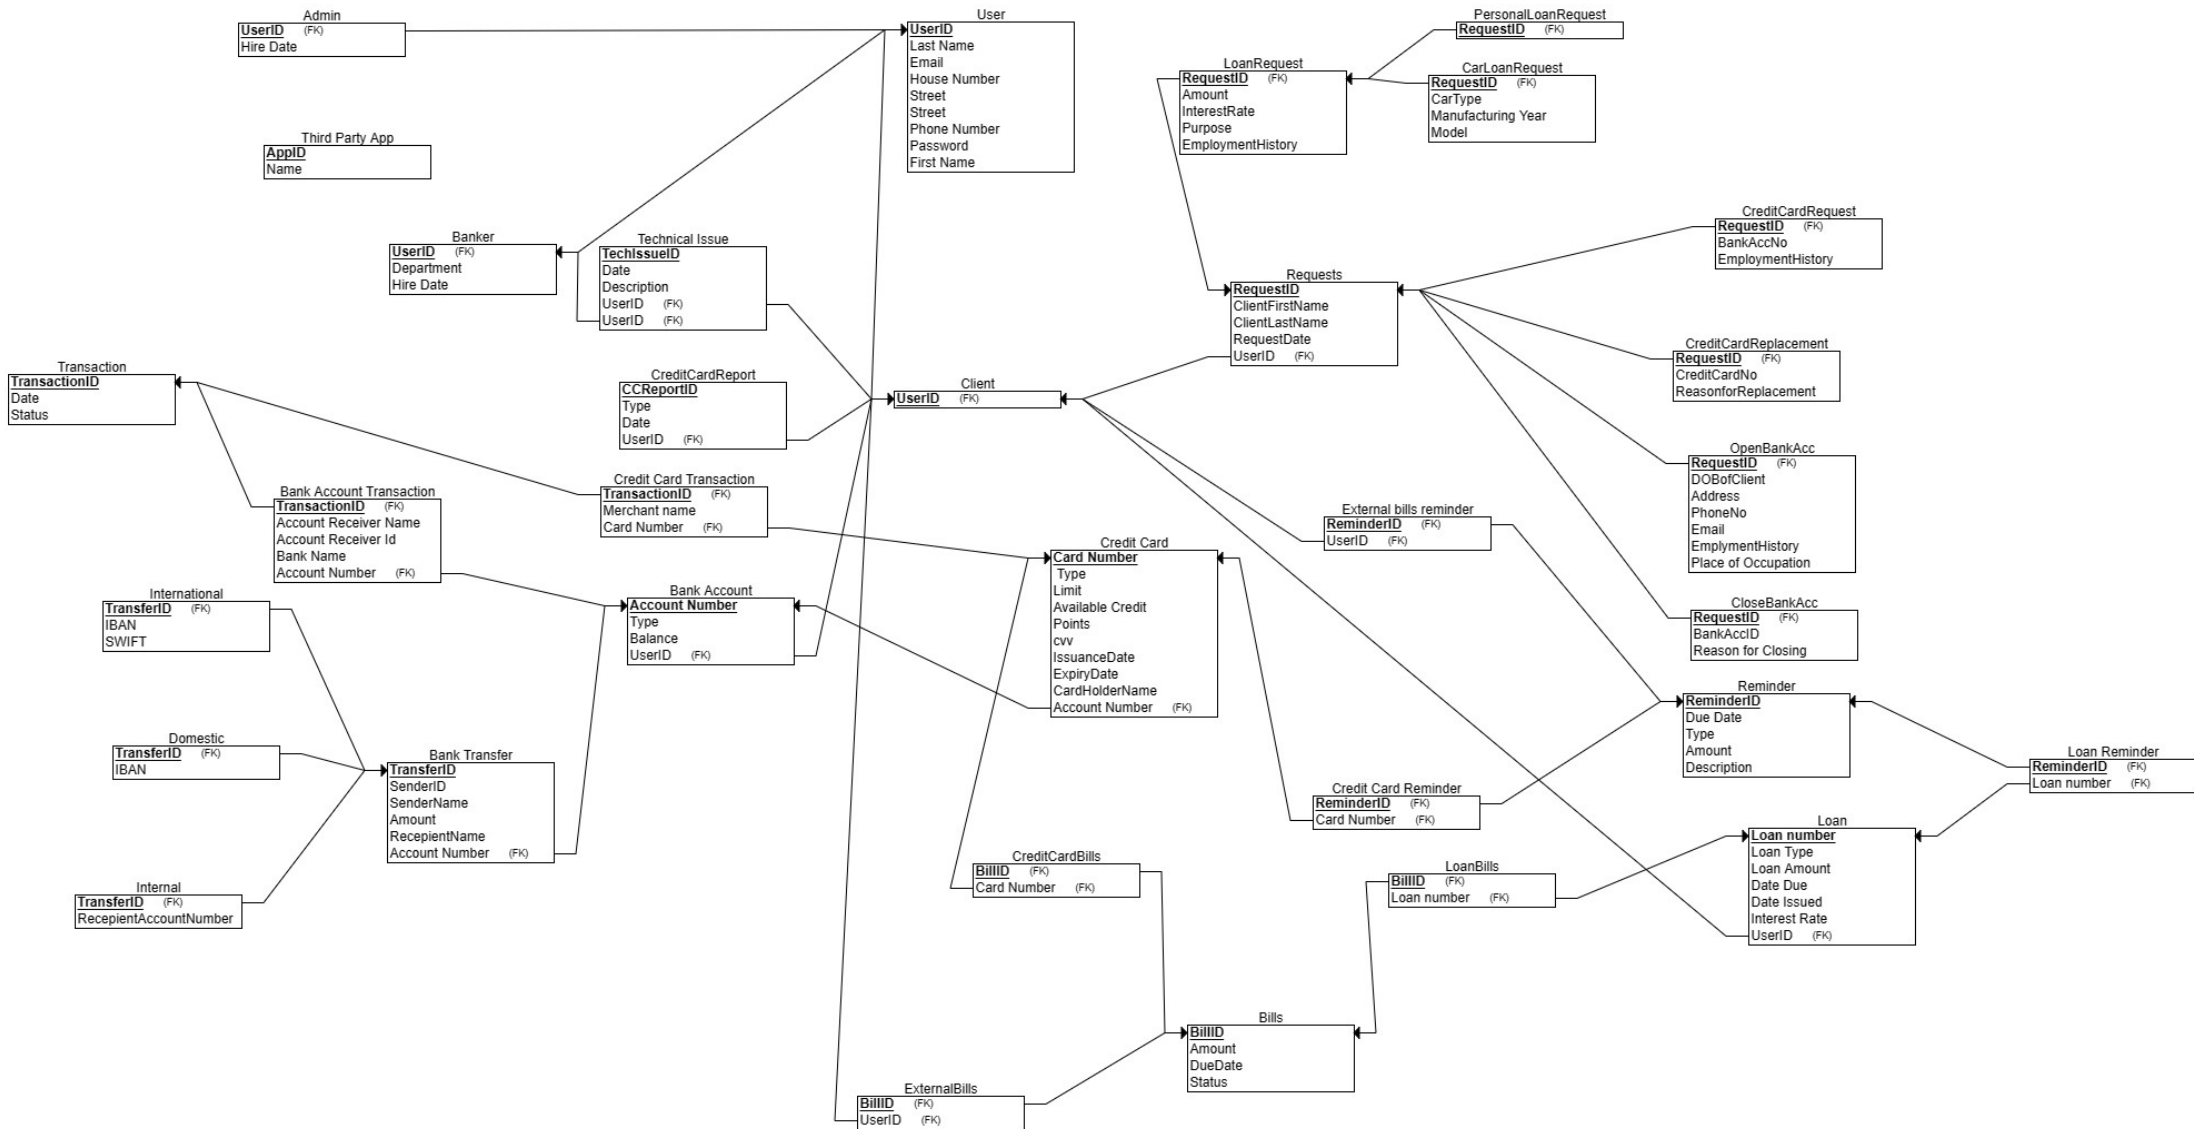 Admin
UserID (FK)
Hire Date
User
UserID
Last Name
Email
House Number
Street
Street
Phone Number
Password
First Name
PersonalLoanRequest
RequestID (FK)
LoanRequest
RequestID (FK)
Amount
InterestRate
Purpose
EmploymentHistory
CarLoanRequest
RequestID (FK)
CarType
Manufacturing Year
Model
Third Party App
AppID
Name
Banker
UserID (FK)
Department
Hire Date
Technical Issue
TechIssueID
Date
Description
UserID (FK)
UserID (FK)
Requests
RequestID
ClientFirstName
ClientLastName
RequestDate
UserID (FK)
CreditCardRequest
RequestID (FK)
BankAccNo
EmploymentHistory
CreditCardReplacement
RequestID (FK)
CreditCardNo
ReasonforReplacement
Transaction
TransactionID
Date
Status
CreditCardReport
CCReportID
Type
Date
UserID (FK)
Client
UserID (FK)
OpenBankAcc
RequestID (FK)
DOBofClient
Address
PhoneNo
Email
EmplymentHistory
Place of Occupation
Bank Account Transaction
TransactionID (FK)
Account Receiver Name
Account Receiver Id
Bank Name
Account Number (FK)
Credit Card Transaction
TransactionID (FK)
Merchant name
Card Number (FK)
External bills reminder
ReminderID (FK)
UserID (FK)
Credit Card
Card Number
Type
Limit
Available Credit
Points
cvv
IssuanceDate
ExpiryDate
CardHolderName
Account Number (FK)
International
TransferID (FK)
IBAN
SWIFT
Bank Account
Account Number
Type
Balance
UserID (FK)
CloseBankAcc
RequestID (FK)
BankAccID
Reason for Closing
Reminder
ReminderID
Due Date
Type
Amount
Description
Domestic
TransferID (FK)
IBAN
Bank Transfer
TransferID
SenderID
SenderName
Amount
RecepientName
Account Number (FK)
Loan Reminder
ReminderID (FK)
Loan number (FK)
Credit Card Reminder
ReminderID (FK)
Card Number (FK)
Loan
Loan number
Loan Type
Loan Amount
Date Due
Date Issued
Interest Rate
UserID (FK)
Internal
TransferID (FK)
RecepientAccountNumber
CreditCardBills
BillID (FK)
Card Number (FK)
LoanBills
BillID (FK)
Loan number (FK)
Bills
BillID
Amount
DueDate
Status
ExternalBills
BillID (FK)
UserID (FK)